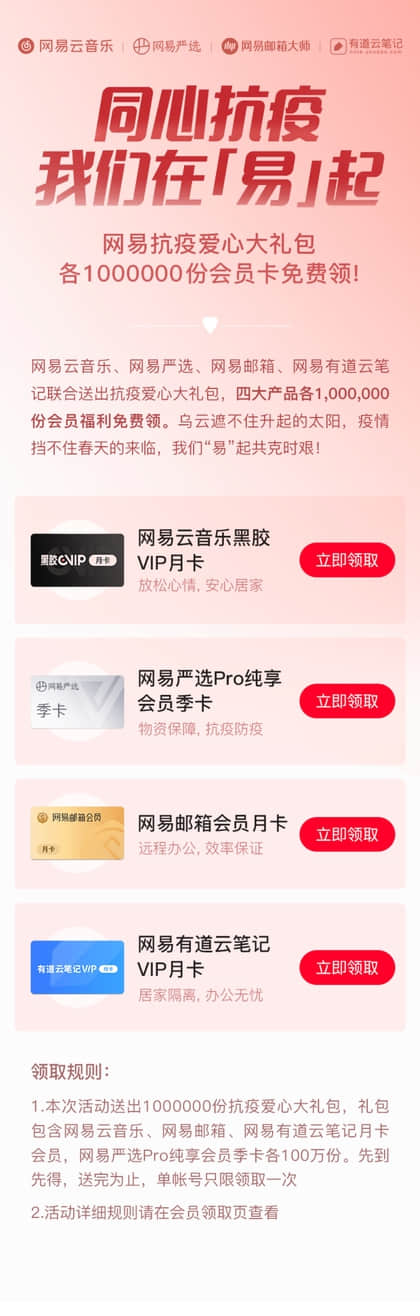 网易云音乐 | 网易严选 | 网易邮箱大师 | 有道云笔记
note.youdao.com
同心抗疫
我们在「易」起
网易抗疫爱心大礼包
各1000000份会员卡免费领!
网易云音乐、网易严选、网易邮箱、网易有道云笔
记联合送出抗疫爱心大礼包，四大产品各1,000,000
份会员福利免费领。乌云遮不住升起的太阳，疫情
挡不住春天的来临，我们“易”起共克时艰！
黑胶VIP 月卡
网易云音乐黑胶
VIP月卡
放松心情, 安心居家
立即领取
网易严选
季卡
网易严选Pro纯享
会员季卡
物资保障, 抗疫防疫
立即领取
网易邮箱会员
月卡
网易邮箱会员月卡
远程办公, 效率保证
立即领取
有道云笔记VIP 月卡
网易有道云笔记
VIP月卡
居家隔离, 办公无忧
立即领取
领取规则：
1.本次活动送出1000000份抗疫爱心大礼包，礼包
包含网易云音乐、网易邮箱、网易有道云笔记月卡
会员，网易严选Pro纯享会员季卡各100万份。先到
先得，送完为止，单帐号只限领取一次
2.活动详细规则请在会员领取页查看